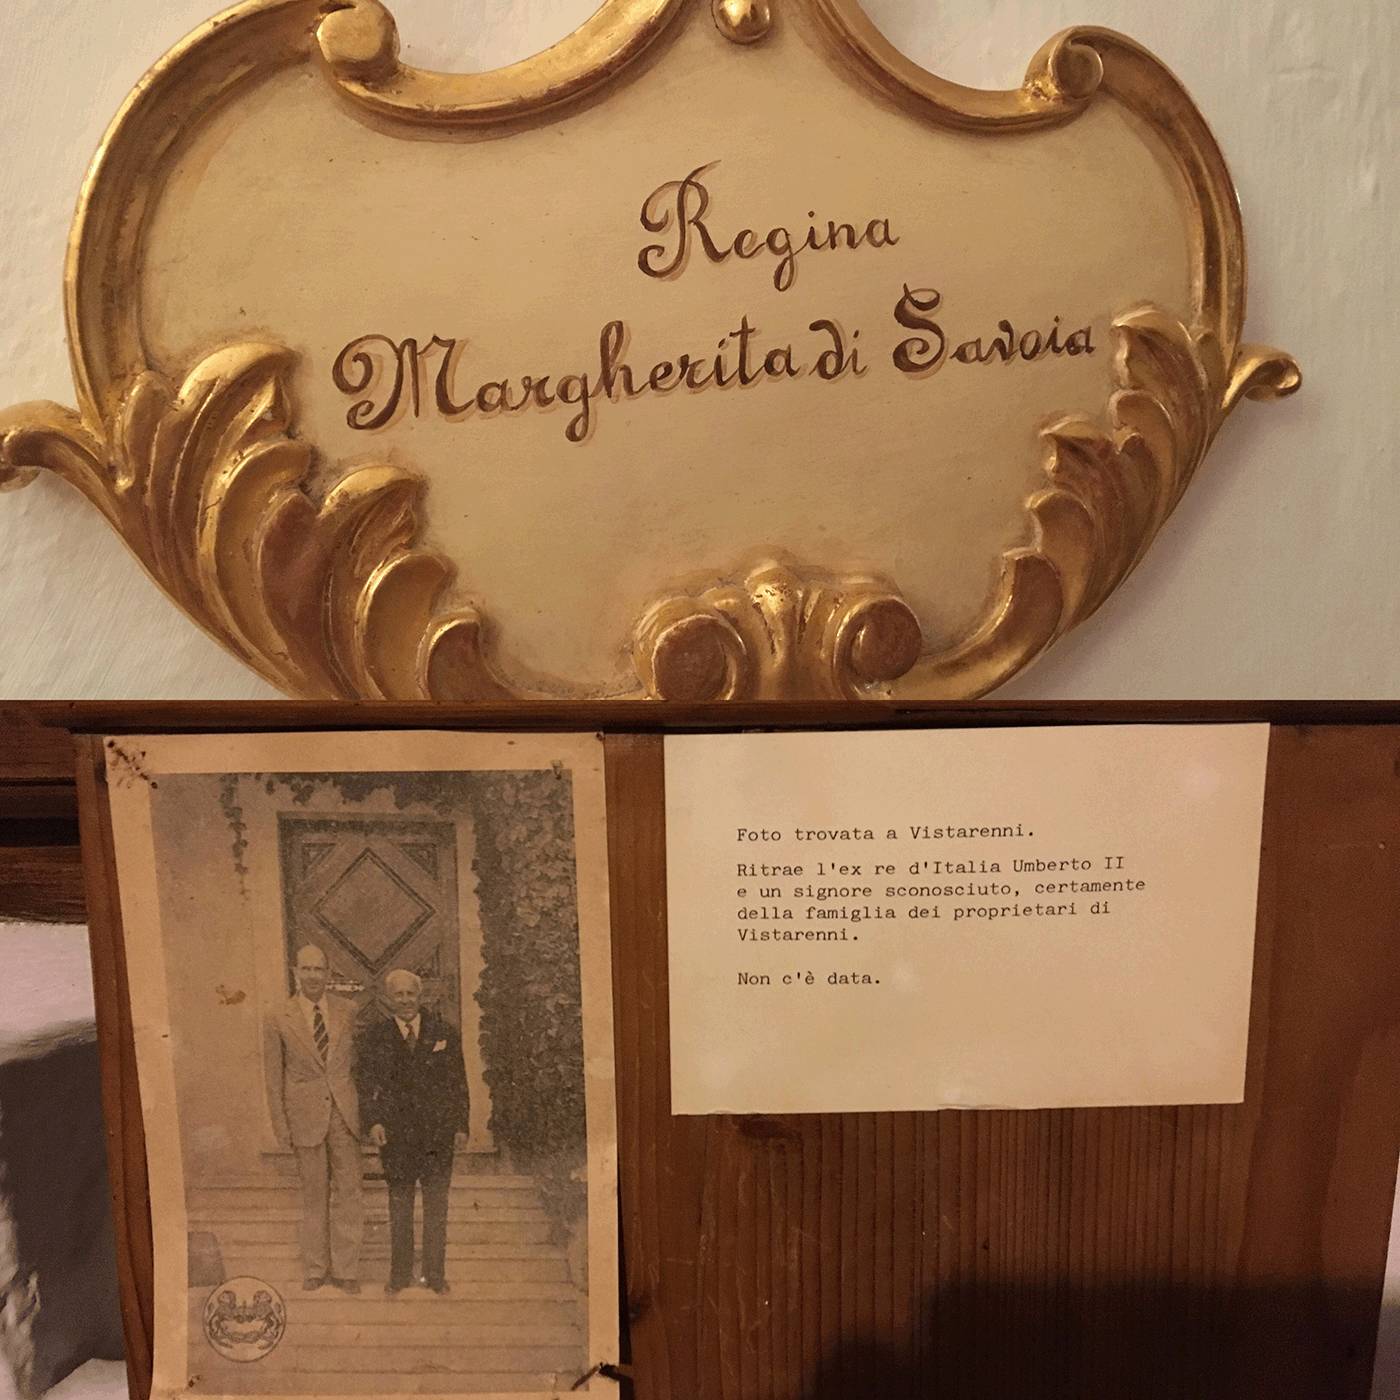 Regina
Margherita di Savoia
Foto trovata a Vistarenni.
Ritrae l'ex re d'Italia Umberto II
e un signore sconosciuto, certamente
della famiglia dei proprietari di
Vistarenni.
Non c'è data.